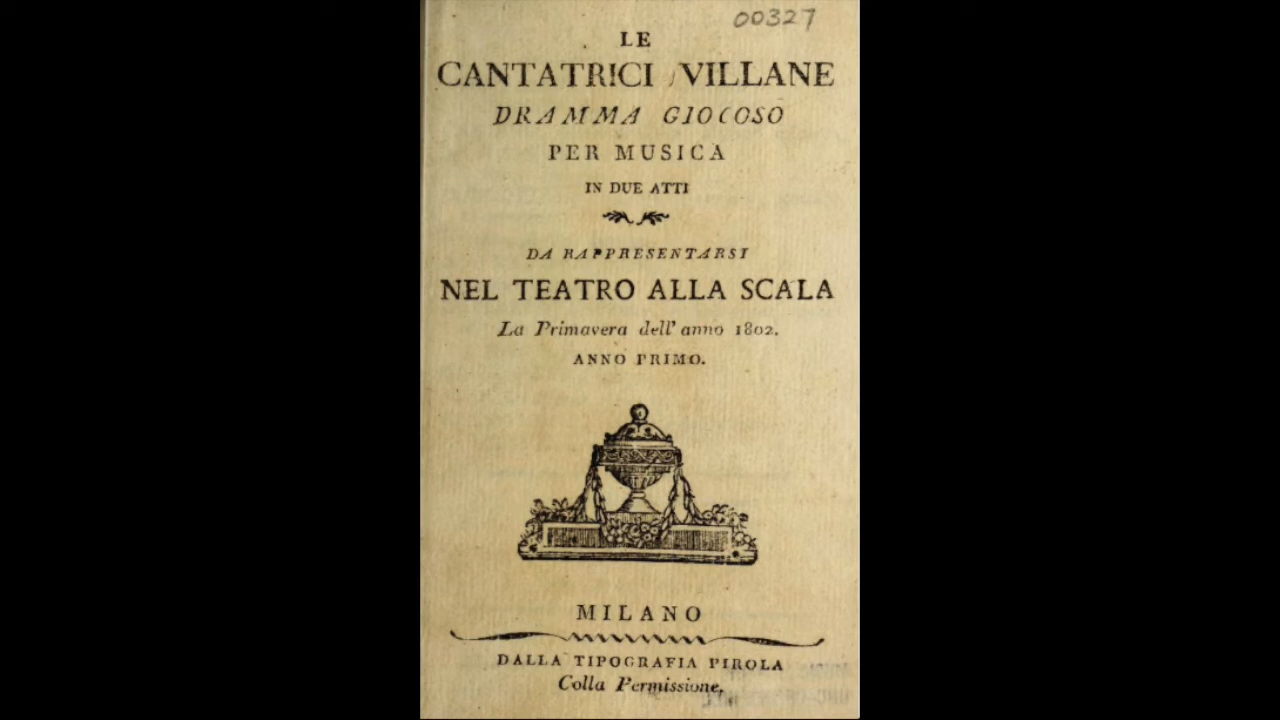 00327
LE
CANTATRICI VILLANE
DRAMMA GIOCOSO
PER MUSICA
IN DUE ATTI
DA RAPPRESENTARSI
NEL TEATRO ALLA SCALA
La Primavera dell' anno 1802.
ANNO PRIMO.
MILANO
DALLA TIPOGRAFIA PIROLA
Colla Permissione.